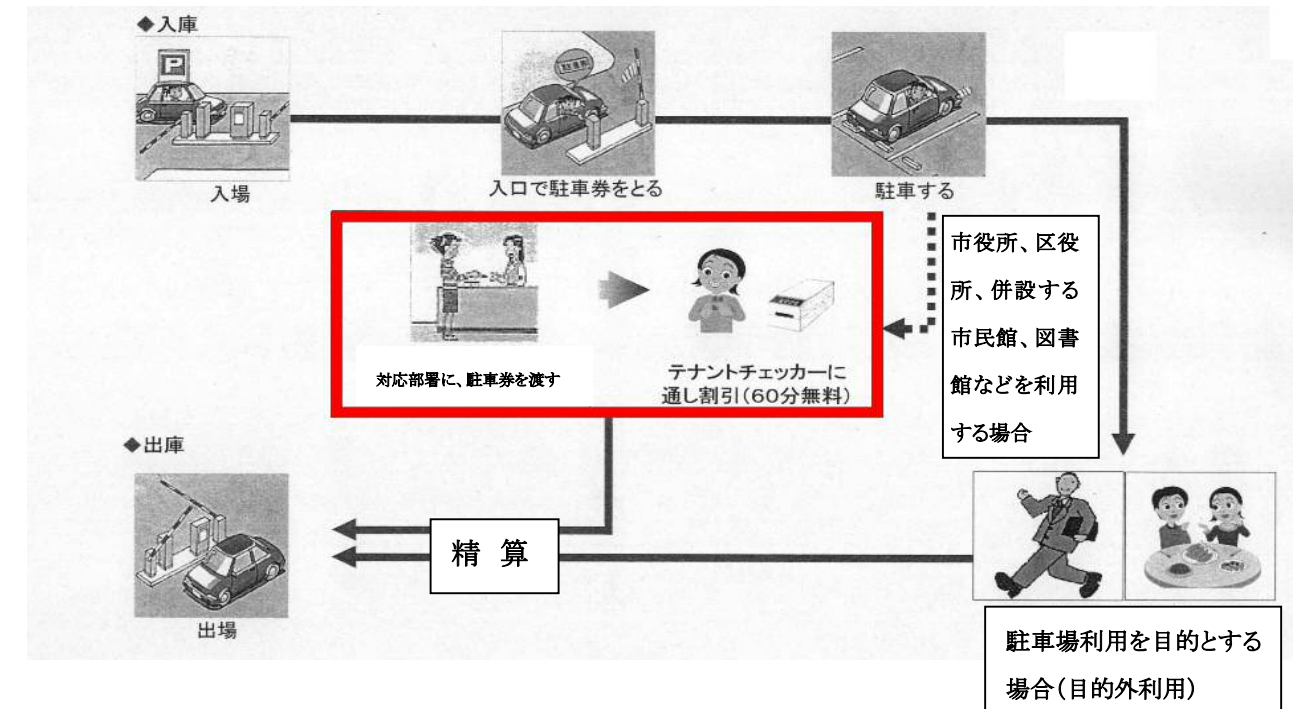 ◆入庫
P
駐車券
入場
入口で駐車券をとる
駐車する
市役所、区役
所、併設する
市民館、図書
館などを利用
する場合
対応部署に、駐車券を渡す
テナントチェッカーに
通し割引(60分無料)
◆出庫
精 算
出場
駐車場利用を目的とする
場合(目的外利用)